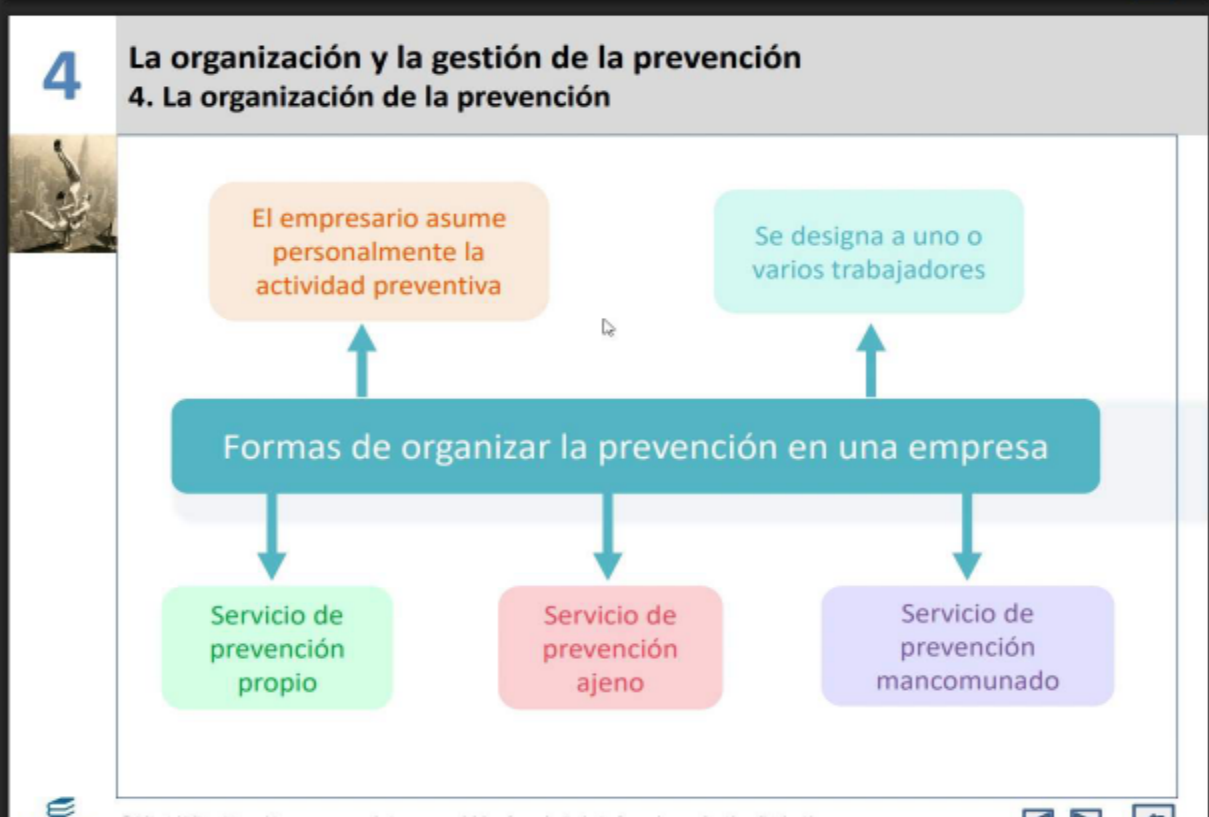 4
La organización y la gestión de la prevención
4. La organización de la prevención
El empresario asume
personalmente la
actividad preventiva
Se designa a uno o
varios trabajadores
Formas de organizar la prevención en una empresa
Servicio de
prevención
propio
Servicio de
prevención
ajeno
Servicio de
prevención
mancomunado